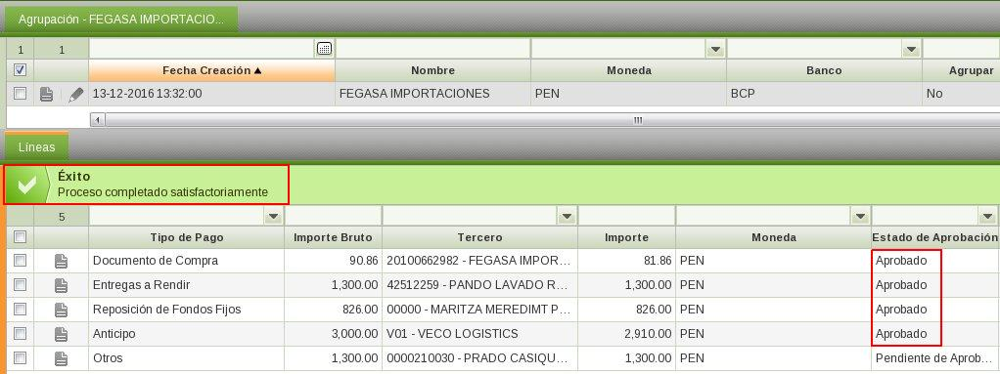 Agrupación - FEGASA IMPORTACIO...
1 1
Fecha Creación Nombre Moneda Banco Agrupar
13-12-2016 13:32:00 FEGASA IMPORTACIONES PEN BCP No
Líneas
Éxito
Proceso completado satisfactoriamente
5
Tipo de Pago Importe Bruto Tercero Importe Moneda Estado de Aprobación
Documento de Compra 90.86 20100662982 - FEGASA IMPOR... 81.86 PEN Aprobado
Entregas a Rendir 1,300.00 42512259 - PANDO LAVADO R... 1,300.00 PEN Aprobado
Reposición de Fondos Fijos 826.00 00000 - MARITZA MEREDIMT P... 826.00 PEN Aprobado
Anticipo 3,000.00 V01 - VECO LOGISTICS 2,910.00 PEN Aprobado
Otros 1,300.00 0000210030 - PRADO CASIQU... 1,300.00 PEN Pendiente de Aprob...